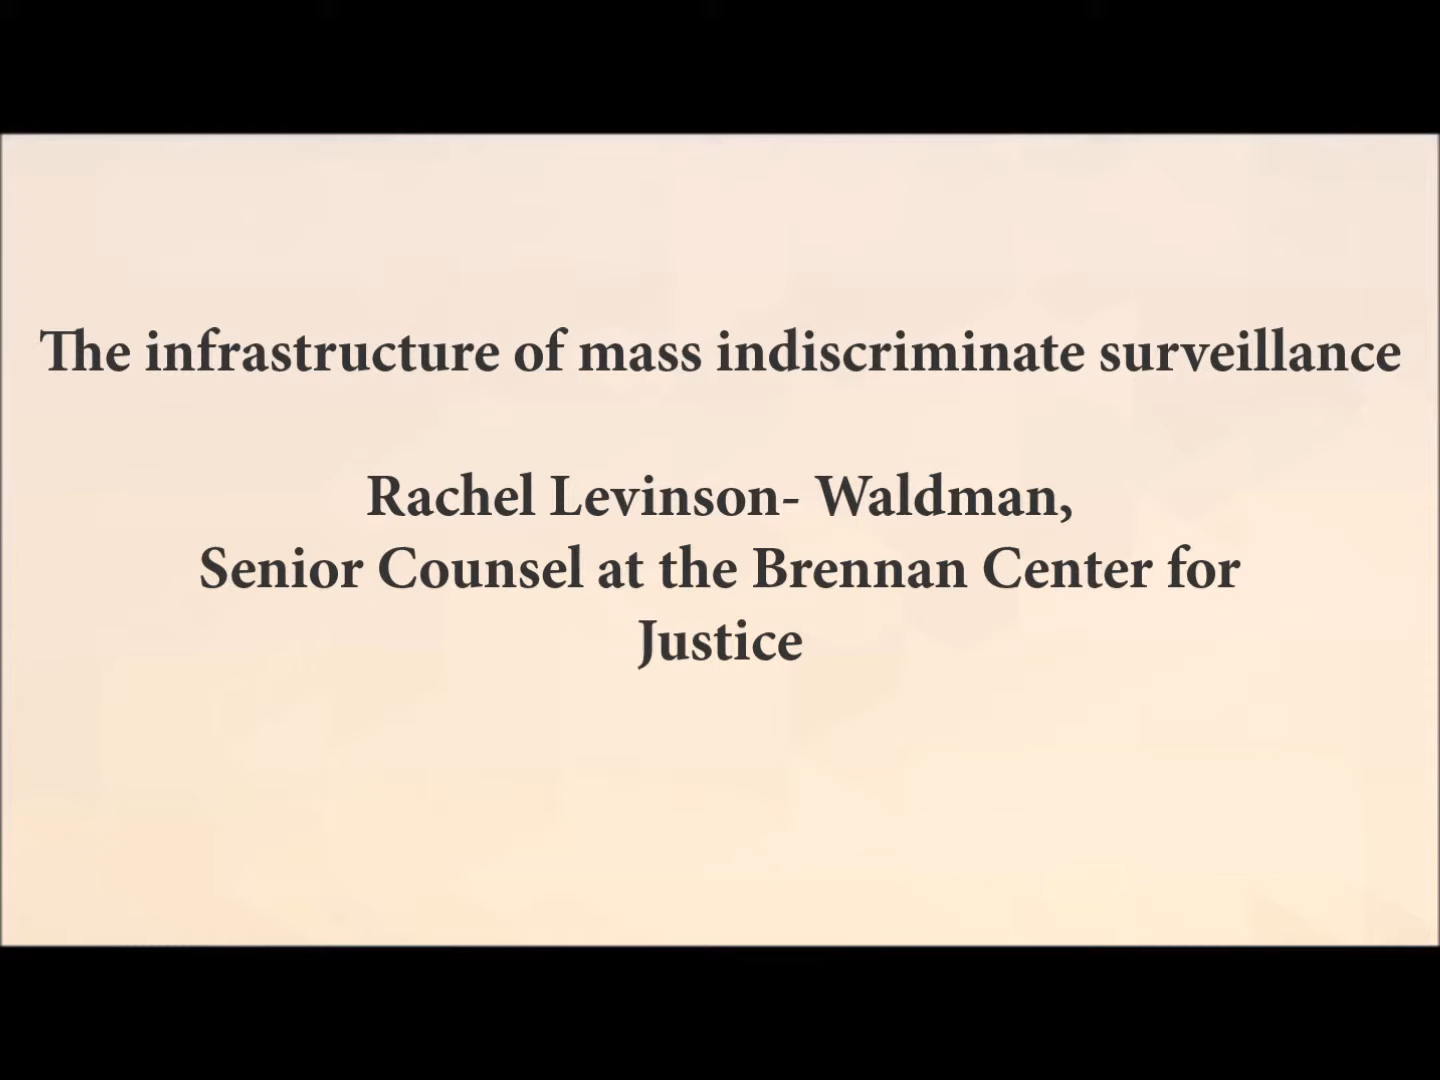 The infrastructure of mass indiscriminate surveillance
Rachel Levinson- Waldman,
Senior Counsel at the Brennan Center for
Justice